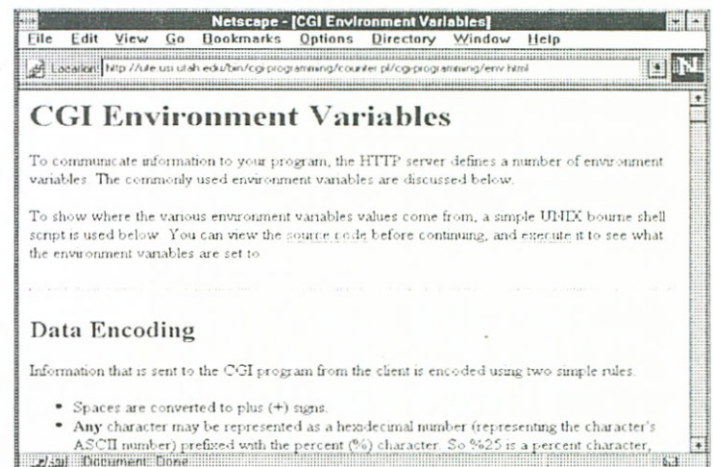 Netscape - [CGI Environment Variables]
File Edit View Go Bookmarks Options Directory Window Help
Location: http://ute.usi.utah.edu/bin/cgi-programming/counter.pl/cgi-programming/env.html
N
CGI Environment Variables
To communicate information to your program, the HTTP server defines a number of environment
variables. The commonly used environment variables are discussed below.
To show where the various environment variables values come from, a simple UNIX bourne shell
script is used below. You can view the source code before continuing, and execute it to see what
the environment variables are set to
Data Encoding
Information that is sent to the CGI program from the client is encoded using two simple rules.
• Spaces are converted to plus (+) signs.
• Any character may be represented as a hexadecimal number (representing the character's
ASCII number) prefixed with the percent (%) character. So %25 is a percent character,
Document: Done